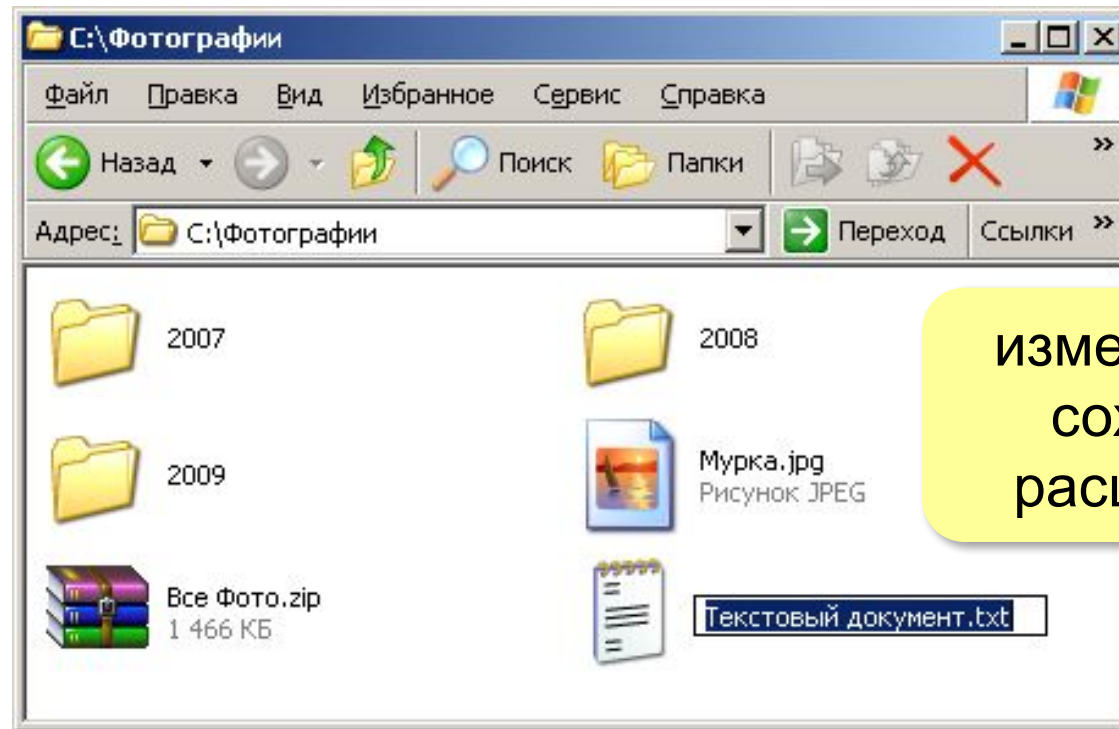 C:\Фотографии
Файл Правка Вид Избранное Сервис Справка
Назад Поиск Папки »
Адрес: C:\Фотографии Переход Ссылки »
2007
2008
2009
Мурка.jpg
Рисунок JPEG
Все Фото.zip
1 466 КБ
Текстовый документ.txt